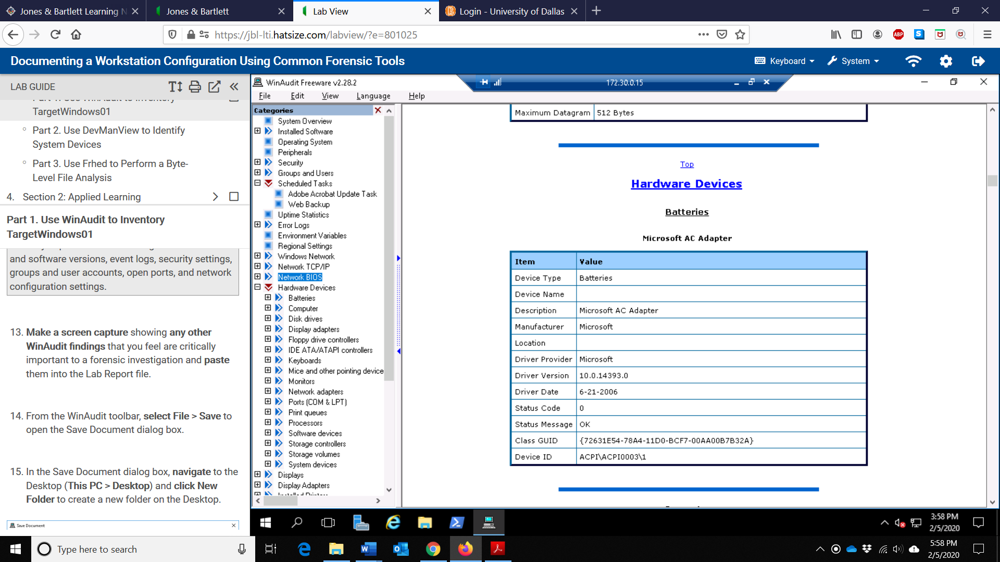 Jones & Bartlett Learning N
Jones & Bartlett
Lab View
Login - University of Dallas
https://jbl-lti.hatsize.com/labview/?e=801025
ABP
Documenting a Workstation Configuration Using Common Forensic Tools
Keyboard
System
LAB GUIDE
TargetWindows01
Part 2. Use DevManView to Identify
System Devices
Part 3. Use Frhed to Perform a Byte-
Level File Analysis
4. Section 2: Applied Learning
Part 1. Use WinAudit to Inventory
TargetWindows01
and software versions, event logs, security settings,
groups and user accounts, open ports, and network
configuration settings.
13. Make a screen capture showing any other
WinAudit findings that you feel are critically
important to a forensic investigation and paste
them into the Lab Report file.
14. From the WinAudit toolbar, select File > Save to
open the Save Document dialog box.
15. In the Save Document dialog box, navigate to the
Desktop (This PC > Desktop) and click New
Folder to create a new folder on the Desktop.
Save Document
WinAudit Freeware v2.28.2
172.30.0.15
File Edit View Language Help
Categories
System Overview
Installed Software
Operating System
Peripherals
Security
Groups and Users
Scheduled Tasks
Adobe Acrobat Update Task
Web Backup
Uptime Statistics
Error Logs
Environment Variables
Regional Settings
Windows Network
Network TCP/IP
Network BIOS
Hardware Devices
Batteries
Computer
Disk drives
Display adapters
Floppy drive controllers
IDE ATA/ATAPI controllers
Keyboards
Mice and other pointing device
Monitors
Network adapters
Ports (COM & LPT)
Print queues
Processors
Software devices
Storage controllers
Storage volumes
System devices
Displays
Display Adapters
Maximum Datagram 512 Bytes
Top
Hardware Devices
Batteries
Microsoft AC Adapter
Item Value
Device Type Batteries
Device Name
Description Microsoft AC Adapter
Manufacturer Microsoft
Location
Driver Provider Microsoft
Driver Version 10.0.14393.0
Driver Date 6-21-2006
Status Code 0
Status Message OK
Class GUID {72631E54-78A4-11D0-BCF7-00AA00B7B32A}
Device ID ACPI\ACPI0003\1
3:58 PM
2/5/2020
Type here to search
5:58 PM
2/5/2020